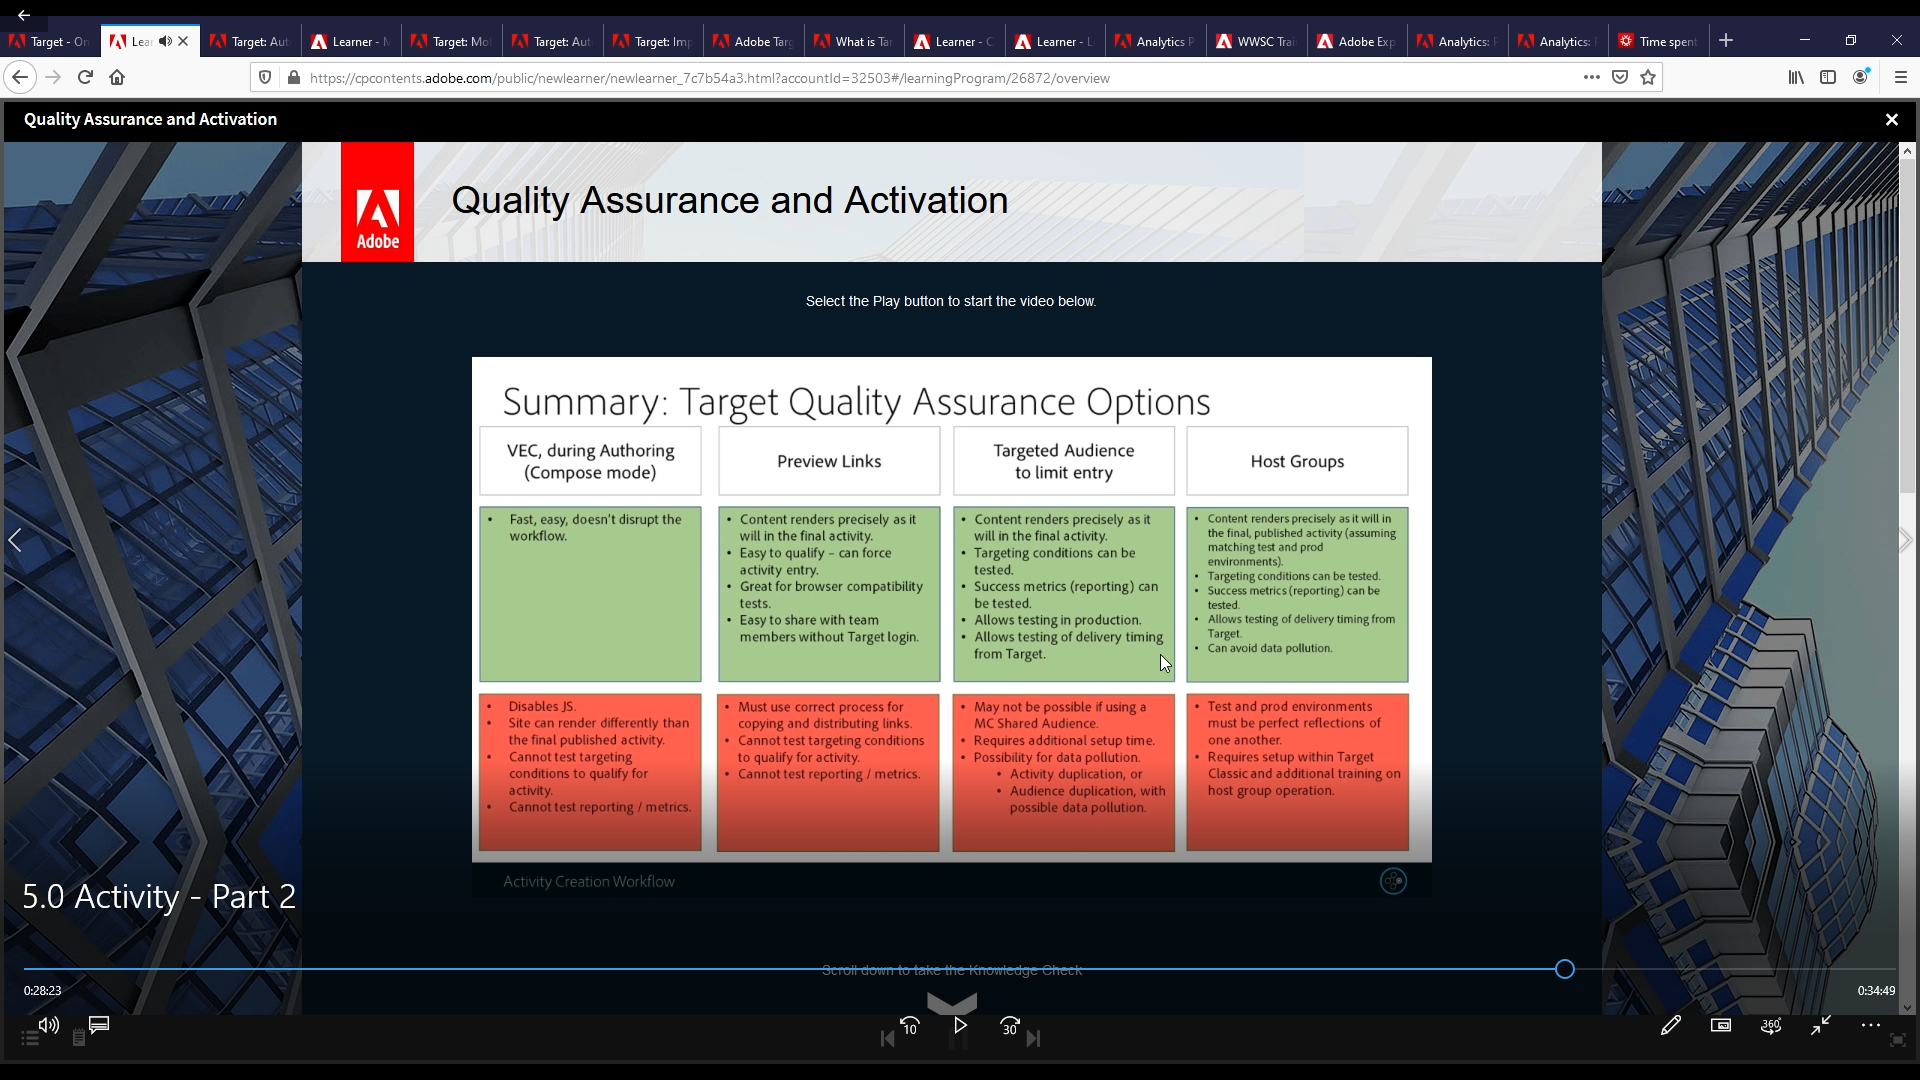 Target - On
Lear
Target: Aut
Learner - M
Target: Mo
Target: Aut
Target: Imp
Adobe Targ
What is Tar
Learner - C
Learner - L
Analytics P
WWSC Trai
Adobe Exp
Analytics: F
Analytics: F
Time spent
https://cpcontents.adobe.com/public/newlearner/newlearner_7c7b54a3.html?accountId=32503#/learningProgram/26872/overview
Quality Assurance and Activation
Adobe
Quality Assurance and Activation
Select the Play button to start the video below.
Summary: Target Quality Assurance Options
VEC, during Authoring
(Compose mode)
• Fast, easy, doesn't disrupt the
workflow.
• Disables JS.
• Site can render differently than
the final published activity.
• Cannot test targeting
conditions to qualify for
activity.
• Cannot test reporting / metrics.
Preview Links
• Content renders precisely as it
will in the final activity.
• Easy to qualify – can force
activity entry.
• Great for browser compatibility
tests.
• Easy to share with team
members without Target login.
• Must use correct process for
copying and distributing links.
• Cannot test targeting conditions
to qualify for activity.
• Cannot test reporting / metrics.
Targeted Audience
to limit entry
• Content renders precisely as it
will in the final activity.
• Targeting conditions can be
tested.
• Success metrics (reporting) can
be tested.
• Allows testing in production.
• Allows testing of delivery timing
from Target.
• May not be possible if using a
MC Shared Audience.
• Requires additional setup time.
• Possibility for data pollution.
• Activity duplication, or
• Audience duplication, with
possible data pollution.
Host Groups
• Content renders precisely as it will in
the final, published activity (assuming
matching test and prod
environments).
• Targeting conditions can be tested.
• Success metrics (reporting) can be
tested.
• Allows testing of delivery timing from
Target.
• Can avoid data pollution.
• Test and prod environments
must be perfect reflections of
one another.
• Requires setup within Target
Classic and additional training on
host group operation.
Activity Creation Workflow
5.0 Activity - Part 2
Scroll down to take the Knowledge Check
0:28:23
0:34:49
10
30
360°